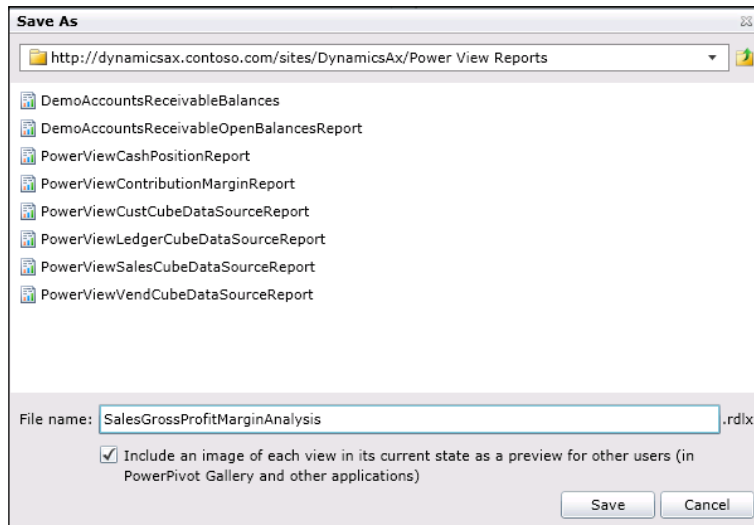 Save As
http://dynamicsax.contoso.com/sites/DynamicsAx/Power View Reports
DemoAccountsReceivableBalances
DemoAccountsReceivableOpenBalancesReport
PowerViewCashPositionReport
PowerViewContributionMarginReport
PowerViewCustCubeDataSourceReport
PowerViewLedgerCubeDataSourceReport
PowerViewSalesCubeDataSourceReport
PowerViewVendCubeDataSourceReport
File name: SalesGrossProfitMarginAnalysis .rdlx
Include an image of each view in its current state as a preview for other users (in
PowerPivot Gallery and other applications)
Save Cancel